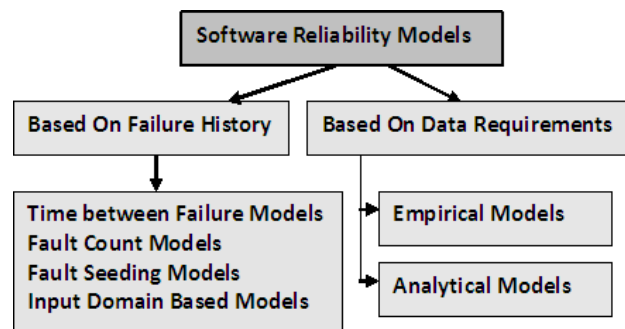 Software Reliability Models
Based On Failure History
Based On Data Requirements
Time between Failure Models
Fault Count Models
Fault Seeding Models
Input Domain Based Models
Empirical Models
Analytical Models